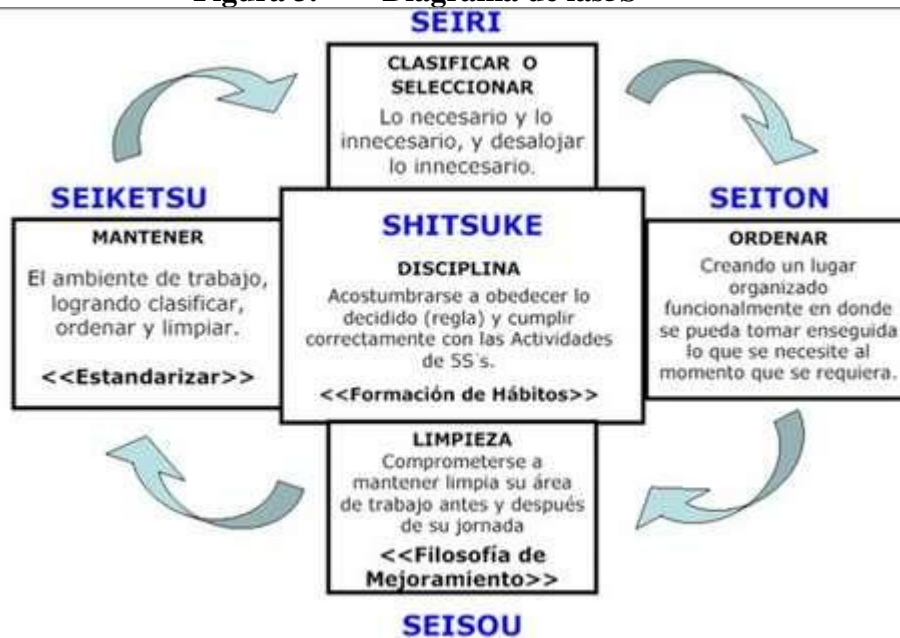 SEIRI
CLASIFICAR O
SELECCIONAR
Lo necesario y lo
innecesario, y desalojar
lo innecesario.
SEIKETSU
MANTENER
El ambiente de trabajo,
logrando clasificar,
ordenar y limpiar.
<<Estandarizar>>
SHITSUKE
DISCIPLINA
Acostumbrarse a obedecer lo
decidido (regla) y cumplir
correctamente con las Actividades
de 5S´s.
<<Formación de Hábitos>>
SEITON
ORDENAR
Creando un lugar
organizado
funcionalmente en donde
se pueda tomar enseguida
lo que se necesite al
momento que se requiera.
LIMPIEZA
Comprometerse a
mantener limpia su área
de trabajo antes y después
de su jornada
<<Filosofía de
Mejoramiento>>
SEISOU